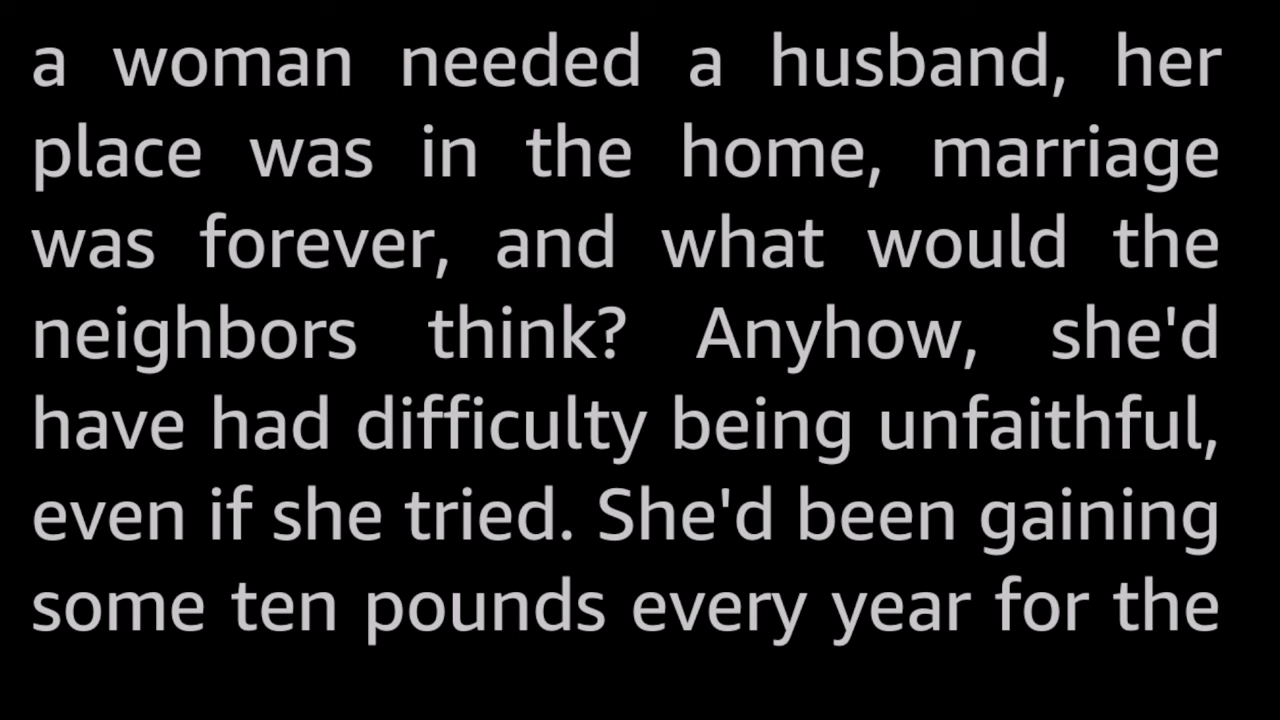 a woman needed a husband, her
place was in the home, marriage
was forever, and what would the
neighbors think? Anyhow, she'd
have had difficulty being unfaithful,
even if she tried. She'd been gaining
some ten pounds every year for the